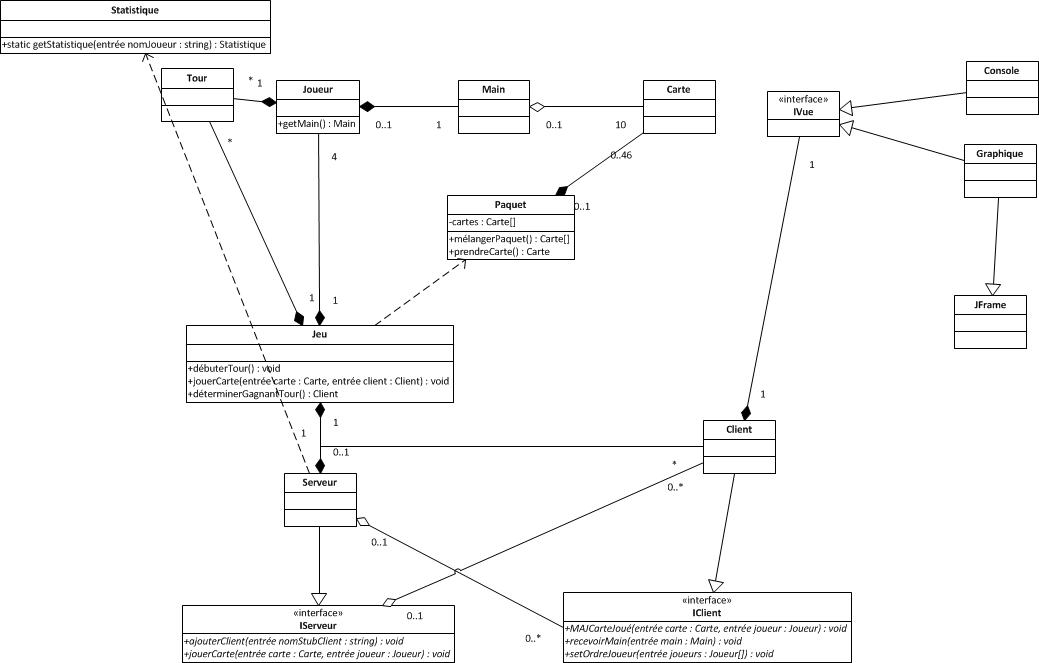 Statistique
+static getStatistique(entrée nomJoueur : string) : Statistique
Tour
* 1
Joueur
+getMain() : Main
0..1
1
Main
0..1
10
Carte
«interface»
IVue
Console
Graphique
JFrame
*
4
0..46
0..1
Paquet
-cartes : Carte[]
+mélangerPaquet() : Carte[]
+prendreCarte() : Carte
1
1
1
Jeu
+débuterTour() : void
+jouerCarte(entrée carte : Carte, entrée client : Client) : void
+déterminerGagnantTour() : Client
1
1
1
0..1
Client
*
0..*
Serveur
0..1
0..1
0..*
«interface»
IServeur
+ajouterClient(entrée nomStubClient : string) : void
+jouerCarte(entrée carte : Carte, entrée joueur : Joueur) : void
«interface»
IClient
+MAJCarteJoué(entrée carte : Carte, entrée joueur : Joueur) : void
+recevoirMain(entrée main : Main) : void
+setOrdreJoueur(entrée joueurs : Joueur[]) : void